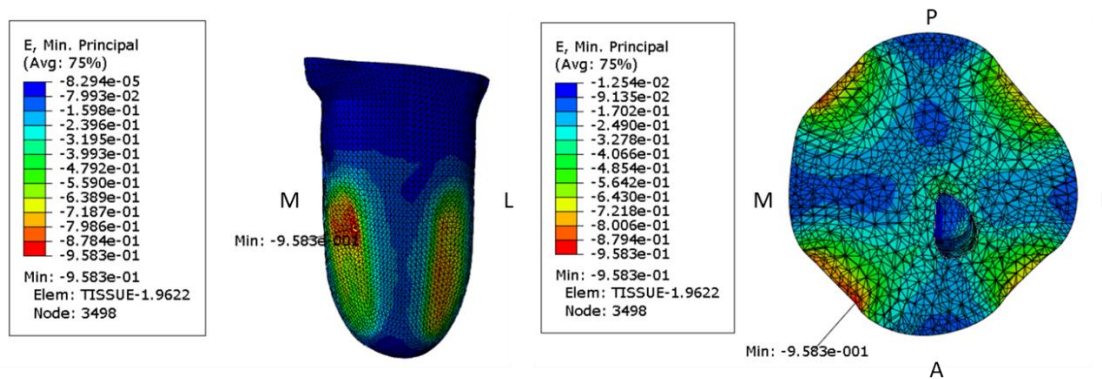 E, Min. Principal
(Avg: 75%)
-8.294e-05
-7.993e-02
-1.598e-01
-2.396e-01
-3.195e-01
-3.993e-01
-4.792e-01
-5.590e-01
-6.389e-01
-7.187e-01
-7.986e-01
-8.784e-01
-9.583e-01
Min: -9.583e-01
Elem: TISSUE-1.9622
Node: 3498
M
L
Min: -9.583e-001
E, Min. Principal
(Avg: 75%)
-1.254e-02
-9.135e-02
-1.702e-01
-2.490e-01
-3.278e-01
-4.066e-01
-4.854e-01
-5.642e-01
-6.430e-01
-7.218e-01
-8.006e-01
-8.794e-01
-9.583e-01
Min: -9.583e-01
Elem: TISSUE-1.9622
Node: 3498
P
M
Min: -9.583e-001
A